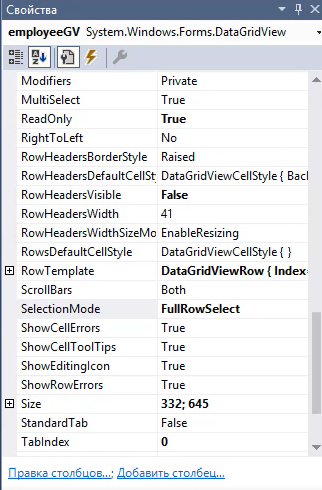 Свойства
employeeGV System.Windows.Forms.DataGridView
Modifiers Private
MultiSelect True
ReadOnly True
RightToLeft No
RowHeadersBorderStyle Raised
RowHeadersDefaultCellSty DataGridViewCellStyle { Bac
RowHeadersVisible False
RowHeadersWidth 41
RowHeadersWidthSizeMo EnableResizing
RowsDefaultCellStyle DataGridViewCellStyle { }
RowTemplate DataGridViewRow { Index=
ScrollBars Both
SelectionMode FullRowSelect
ShowCellErrors True
ShowCellToolTips True
ShowEditingIcon True
ShowRowErrors True
Size 332; 645
StandardTab False
TabIndex 0
Правка столбцов...; Добавить столбец...